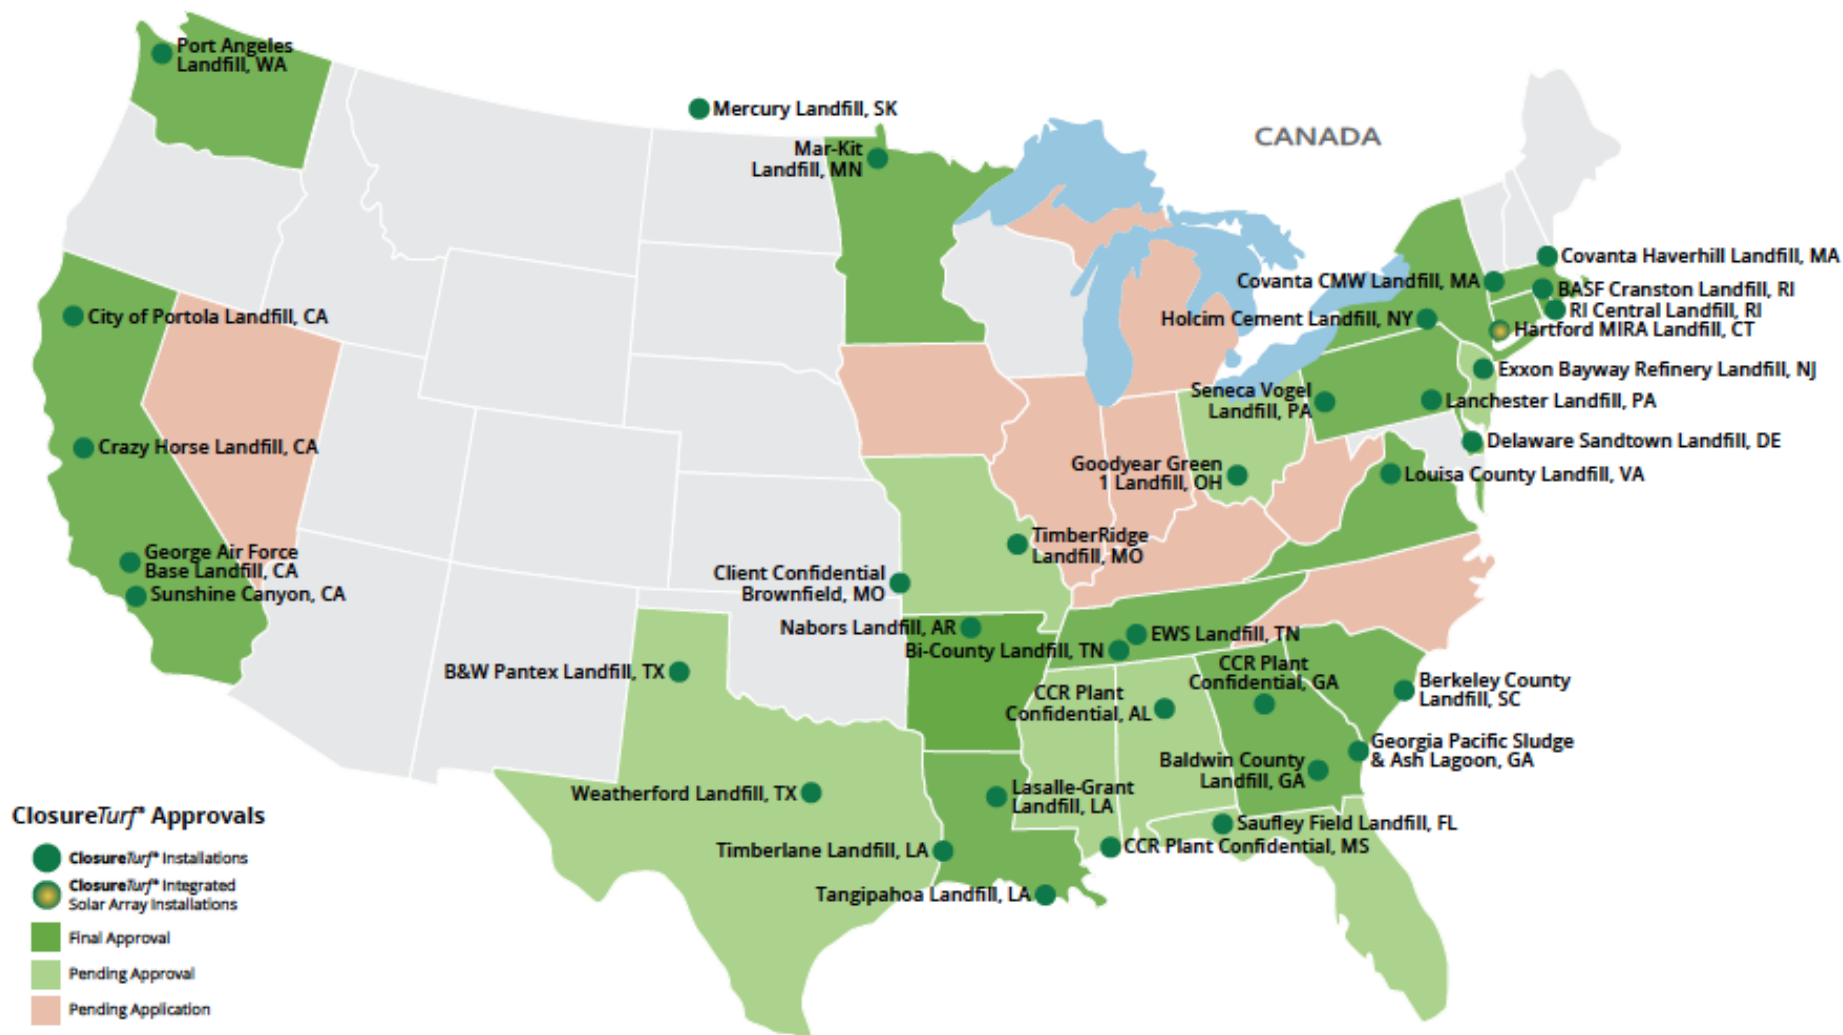 Port Angeles
Landfill, WA
Mercury Landfill, SK
CANADA
Mar-Kit
Landfill, MN
Covanta Haverhill Landfill, MA
Covanta CMW Landfill, MA
BASF Cranston Landfill, RI
RI Central Landfill, RI
City of Portola Landfill, CA
Holcim Cement Landfill, NY
Hartford MIRA Landfill, CT
Exxon Bayway Refinery Landfill, NJ
Seneca Vogel
Landfill, PA
Lanchester Landfill, PA
Crazy Horse Landfill, CA
Delaware Sandtown Landfill, DE
Goodyear Green
1 Landfill, OH
Louisa County Landfill, VA
TimberRidge
Landfill, MO
George Air Force
Base Landfill, CA
Sunshine Canyon, CA
Client Confidential
Brownfield, MO
Nabors Landfill, AR
EWS Landfill, TN
Bi-County Landfill, TN
B&W Pantex Landfill, TX
CCR Plant
Confidential, GA
CCR Plant
Confidential, AL
Berkeley County
Landfill, SC
Georgia Pacific Sludge
& Ash Lagoon, GA
Baldwin County
Landfill, GA
Weatherford Landfill, TX
Lasalle-Grant
Landfill, LA
Saufley Field Landfill, FL
CCR Plant Confidential, MS
Timberlane Landfill, LA
Tangipahoa Landfill, LA
ClosureTurf® Approvals
ClosureTurf® Installations
ClosureTurf® Integrated
Solar Array Installations
Final Approval
Pending Approval
Pending Application